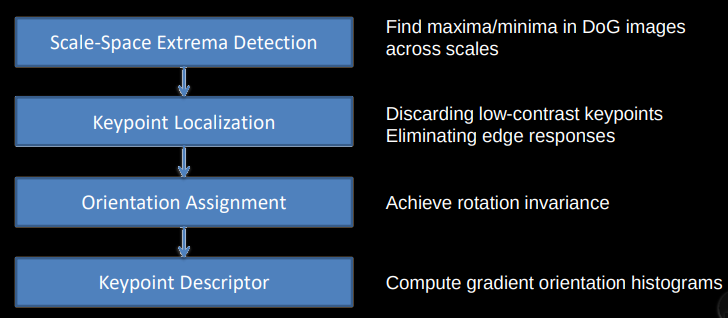 Scale-Space Extrema Detection
Find maxima/minima in DoG images
across scales
Keypoint Localization
Discarding low-contrast keypoints
Eliminating edge responses
Orientation Assignment
Achieve rotation invariance
Keypoint Descriptor
Compute gradient orientation histograms